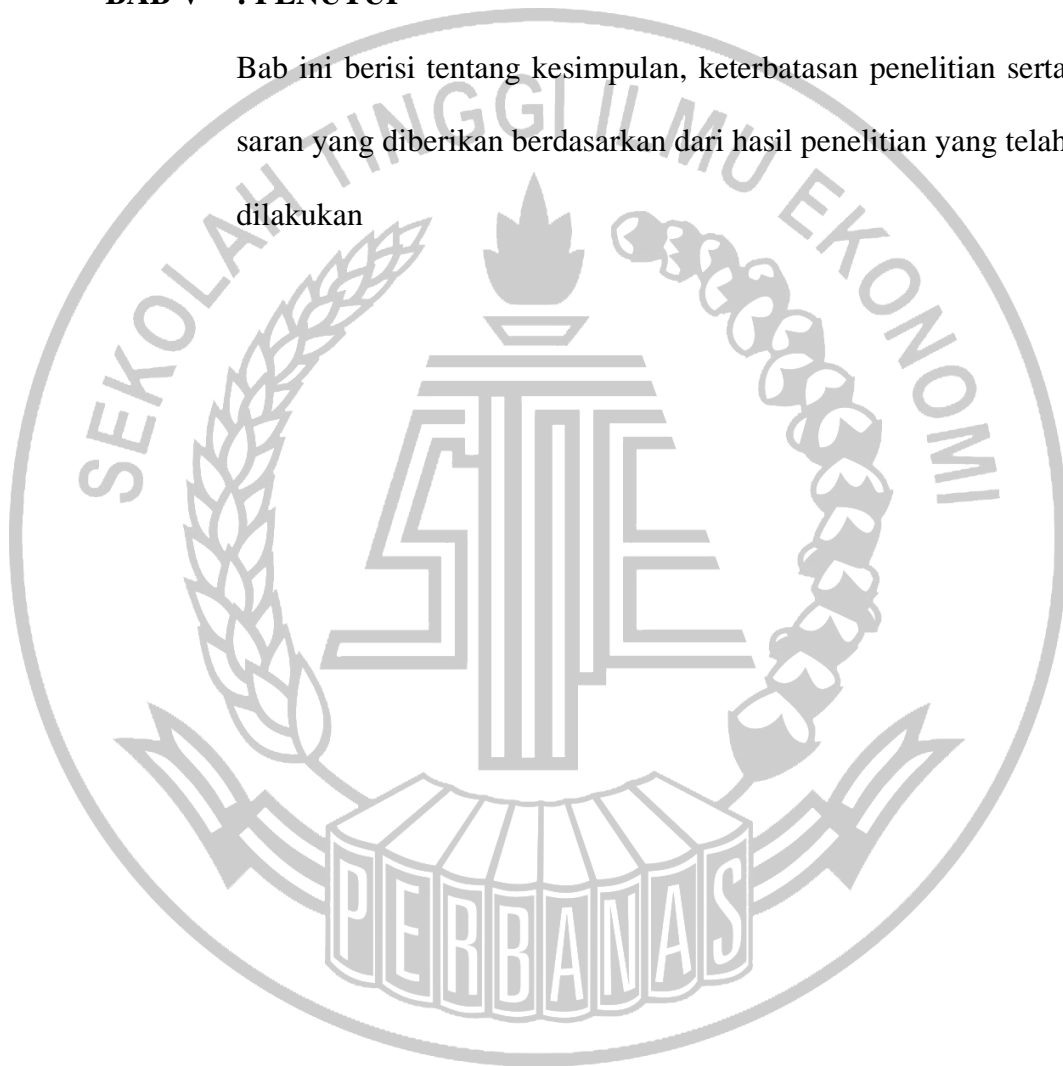 BAB V : PENUTUP
Bab ini berisi tentang kesimpulan, keterbatasan penelitian serta
saran yang diberikan berdasarkan dari hasil penelitian yang telah
dilakukan
SEKOLAH TINGGI ILMU EKONOMI
STIE
PERBANAS